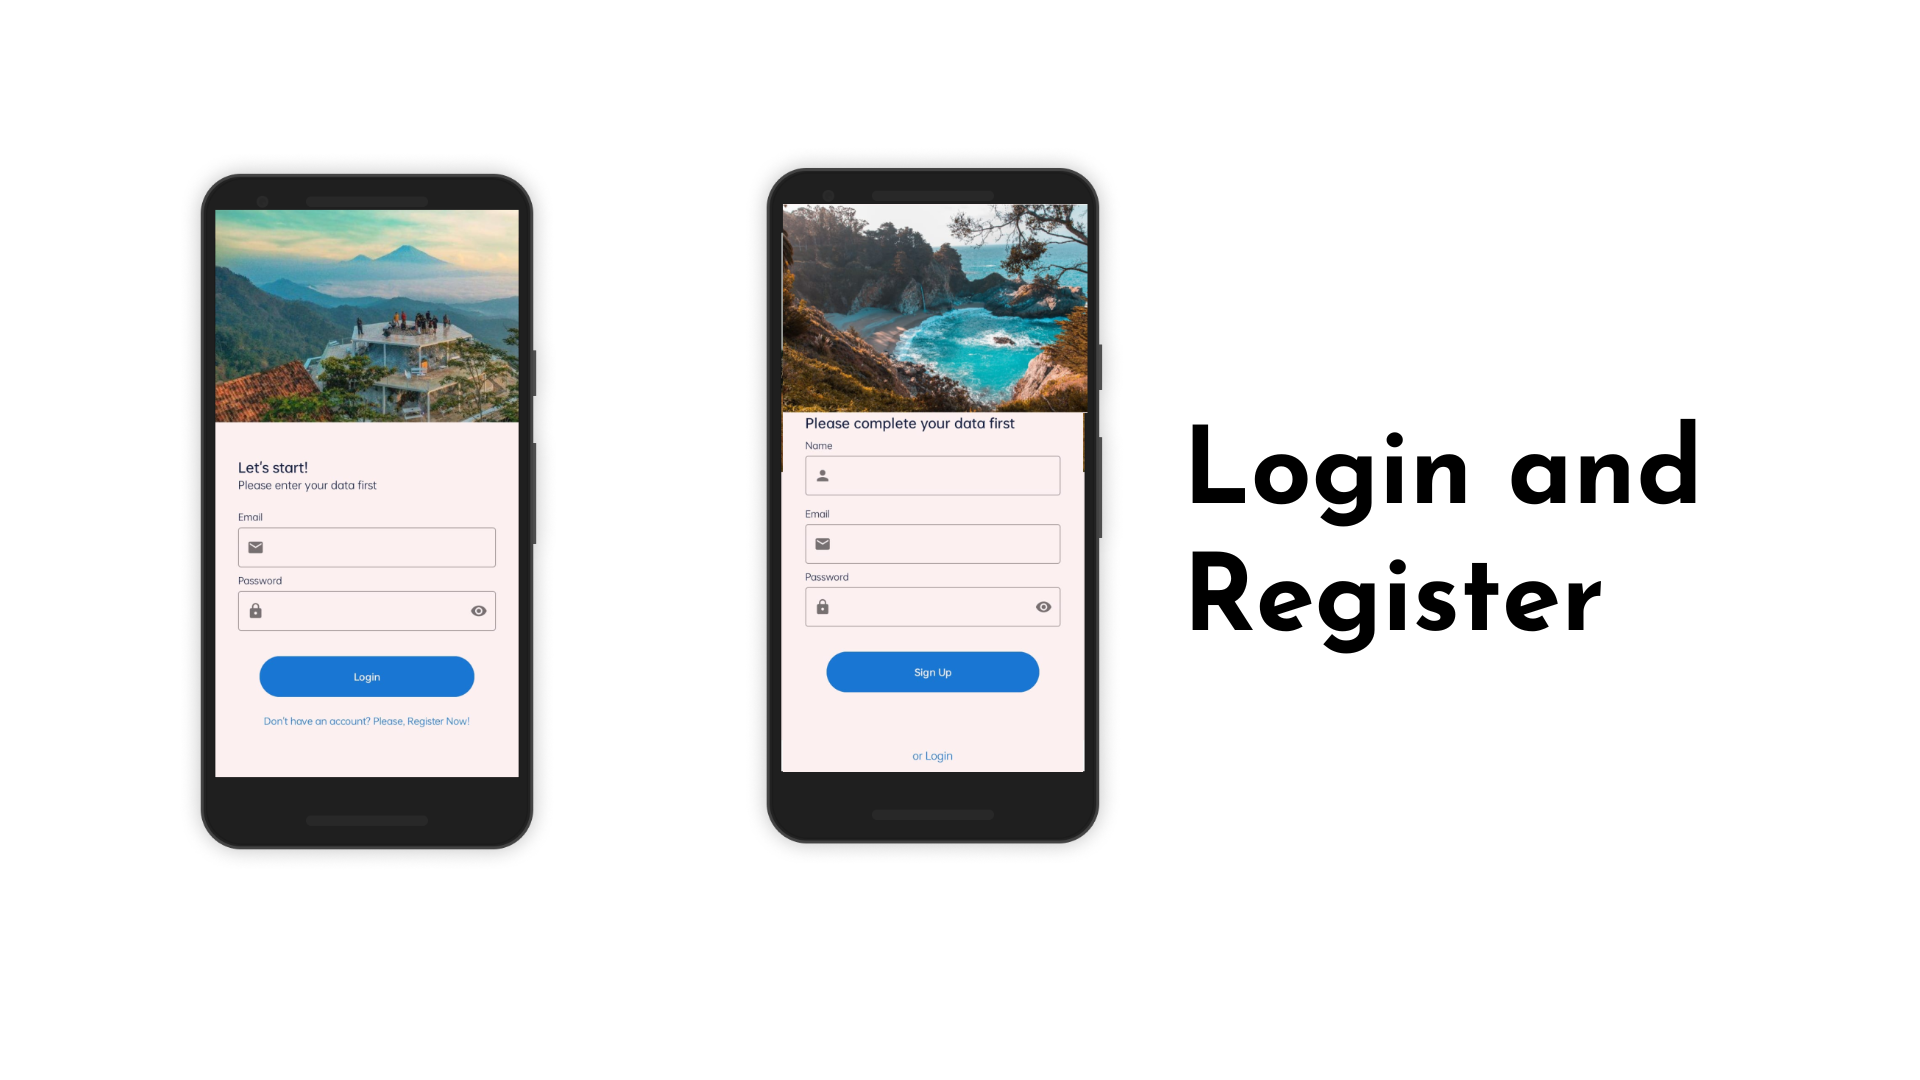 Let's start!
Please enter your data first
Email
Password
Login
Don't have an account? Please, Register Now!
Please complete your data first
Name
Email
Password
Sign Up
or Login
Login and
Register